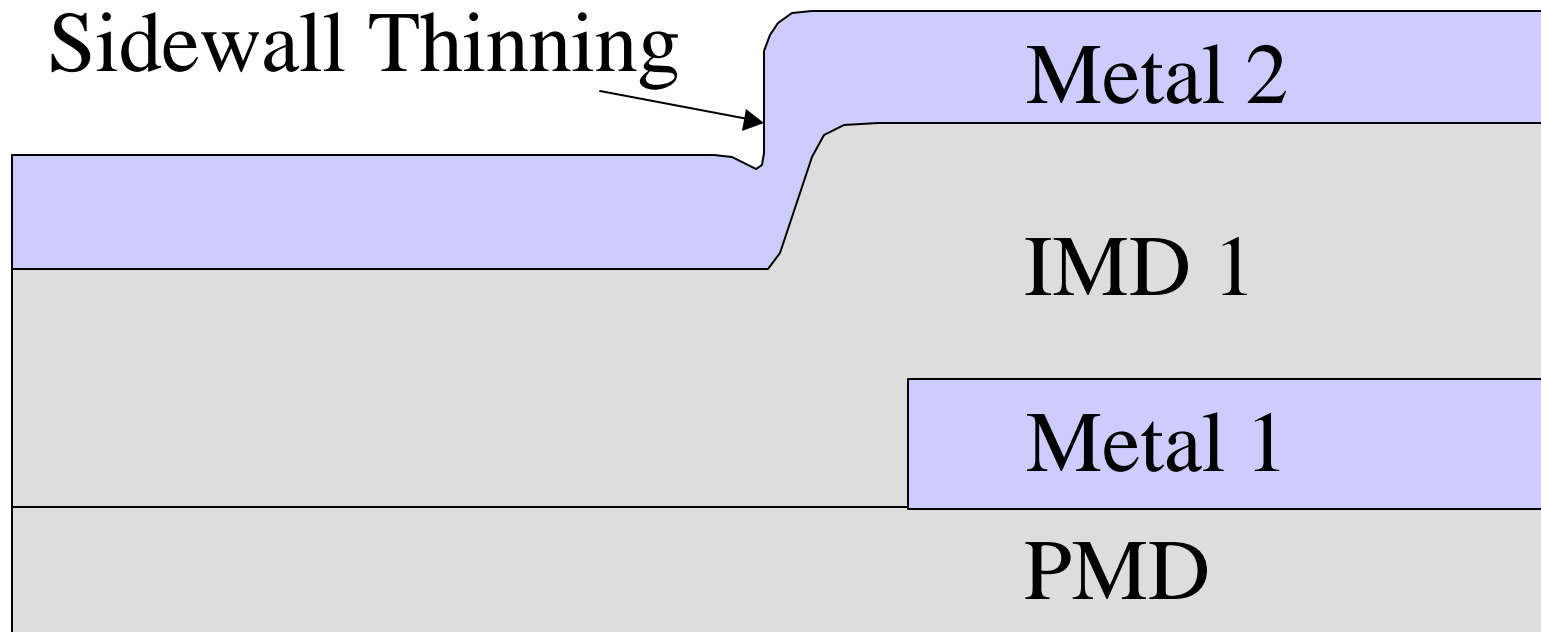 Sidewall Thinning
Metal 2
IMD 1
Metal 1
PMD